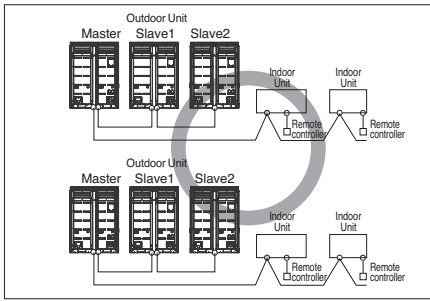 Outdoor Unit
Master Slave1 Slave2
Indoor Unit
Indoor Unit
Remote controller
Remote controller
Outdoor Unit
Master Slave1 Slave2
Indoor Unit
Indoor Unit
Remote controller
Remote controller